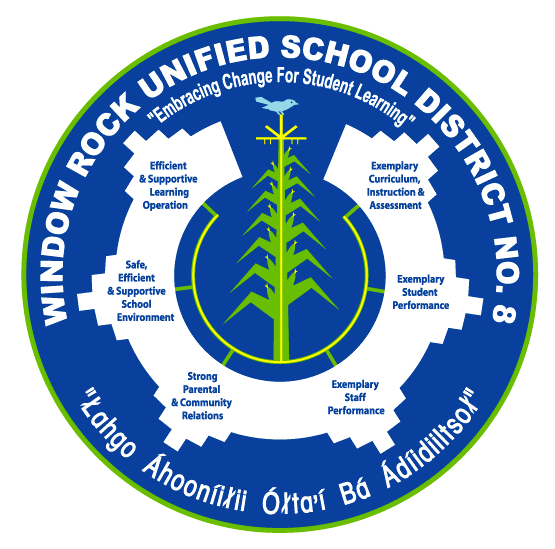 WINDOW ROCK UNIFIED SCHOOL DISTRICT NO. 8
"Embracing Change For Student Learning"
Efficient
& Supportive
Learning
Operation
Exemplary
Curriculum,
Instruction &
Assessment
Safe,
Efficient
& Supportive
School
Environment
Exemplary
Student
Performance
Strong
Parental
& Community
Relations
Exemplary
Staff
Performance
"Łahgo Áhooníiłii Ółta'í Bá Ádíidiiltsoł"